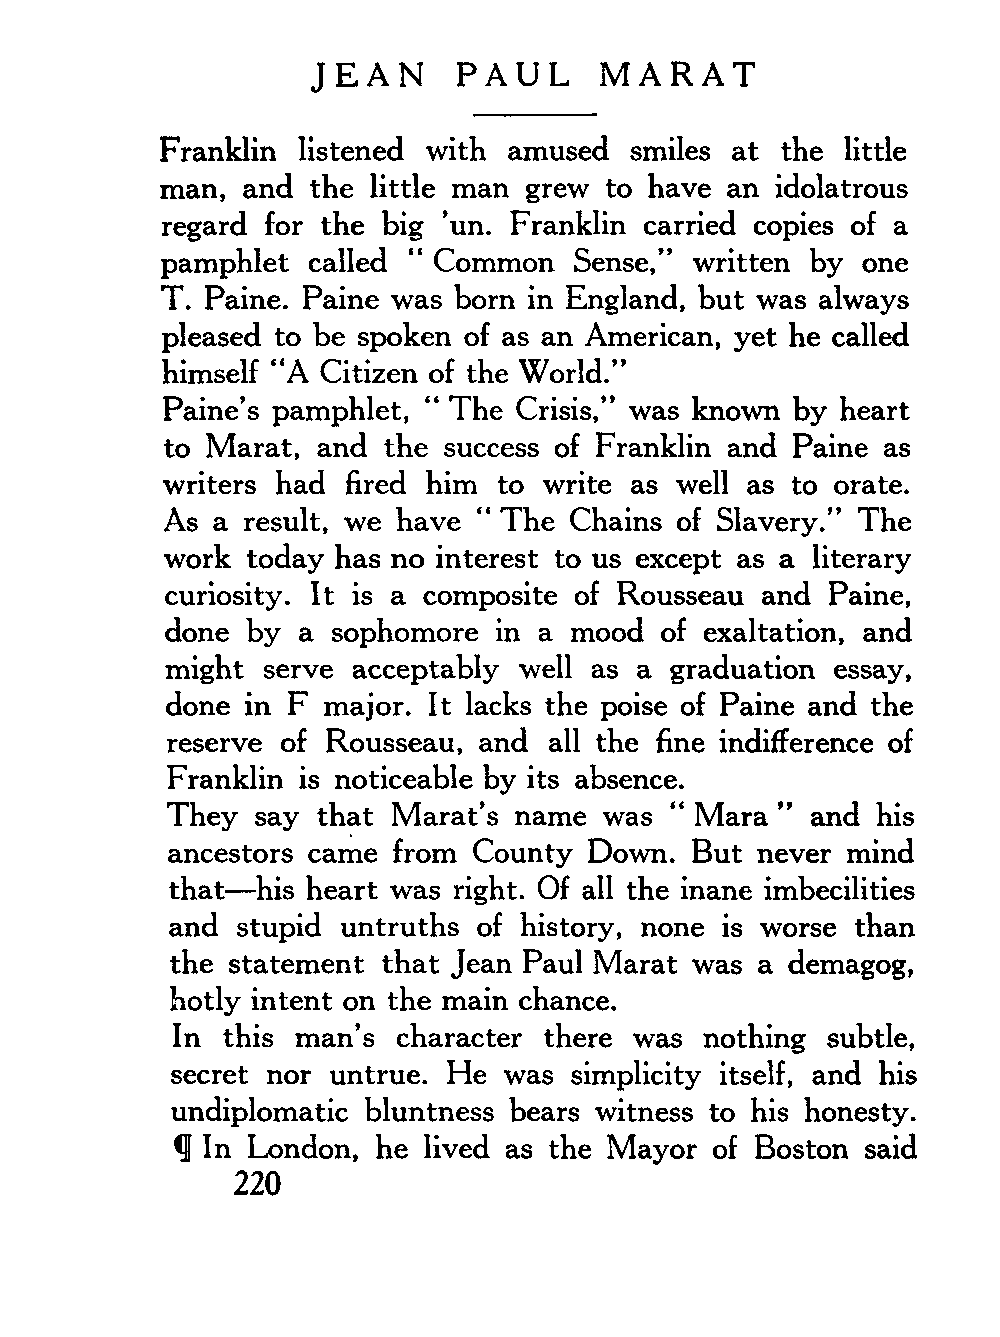 JEAN PAUL MARAT
Franklin listened with amused smiles at the little
man, and the little man grew to have an idolatrous
regard for the big 'un. Franklin carried copies of a
pamphlet called " Common Sense," written by one
T. Paine. Paine was born in England, but was always
pleased to be spoken of as an American, yet he called
himself "A Citizen of the World."
Paine's pamphlet, " The Crisis," was known by heart
to Marat, and the success of Franklin and Paine as
writers had fired him to write as well as to orate.
As a result, we have " The Chains of Slavery." The
work today has no interest to us except as a literary
curiosity. It is a composite of Rousseau and Paine,
done by a sophomore in a mood of exaltation, and
might serve acceptably well as a graduation essay,
done in F major. It lacks the poise of Paine and the
reserve of Rousseau, and all the fine indifference of
Franklin is noticeable by its absence.
They say that Marat's name was " Mara " and his
ancestors came from County Down. But never mind
that—his heart was right. Of all the inane imbecilities
and stupid untruths of history, none is worse than
the statement that Jean Paul Marat was a demagog,
hotly intent on the main chance.
In this man's character there was nothing subtle,
secret nor untrue. He was simplicity itself, and his
undiplomatic bluntness bears witness to his honesty.
¶ In London, he lived as the Mayor of Boston said
220